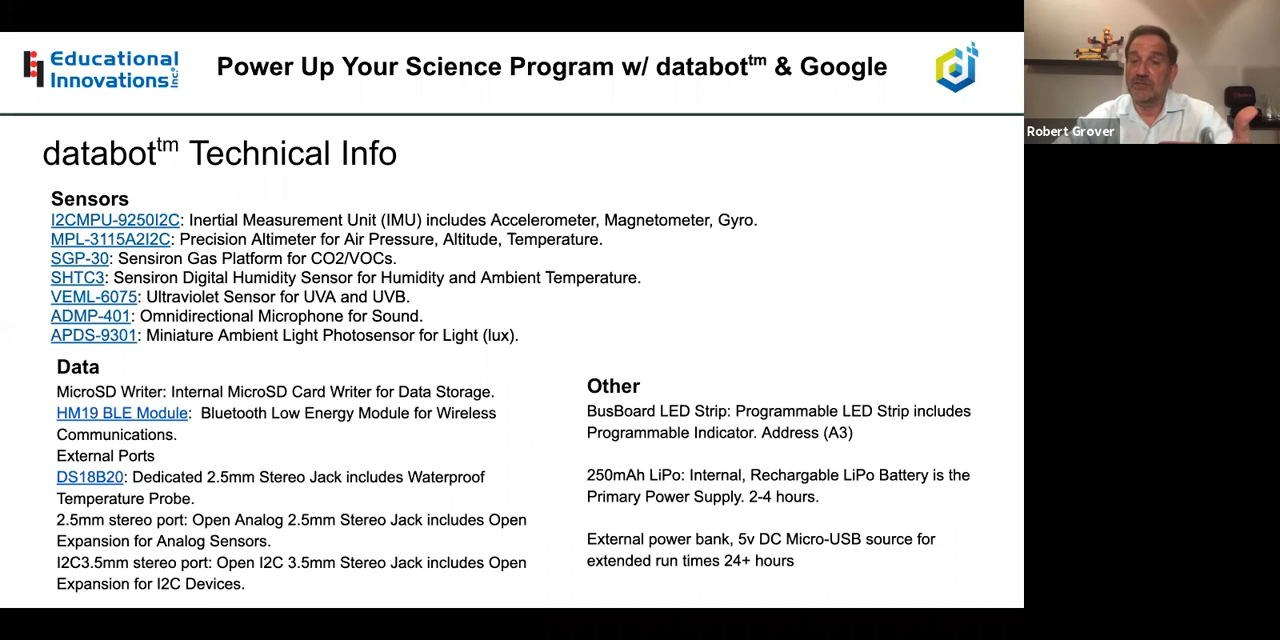 Educational
Innovations Inc.
Power Up Your Science Program w/ databot™ & Google
Robert Grover
databot™ Technical Info
Sensors
I2CMPU-9250I2C: Inertial Measurement Unit (IMU) includes Accelerometer, Magnetometer, Gyro.
MPL-3115A2I2C: Precision Altimeter for Air Pressure, Altitude, Temperature.
SGP-30: Sensiron Gas Platform for CO2/VOCs.
SHTC3: Sensiron Digital Humidity Sensor for Humidity and Ambient Temperature.
VEML-6075: Ultraviolet Sensor for UVA and UVB.
ADMP-401: Omnidirectional Microphone for Sound.
APDS-9301: Miniature Ambient Light Photosensor for Light (lux).
Data
MicroSD Writer: Internal MicroSD Card Writer for Data Storage.
HM19 BLE Module: Bluetooth Low Energy Module for Wireless
Communications.
External Ports
DS18B20: Dedicated 2.5mm Stereo Jack includes Waterproof
Temperature Probe.
2.5mm stereo port: Open Analog 2.5mm Stereo Jack includes Open
Expansion for Analog Sensors.
I2C3.5mm stereo port: Open I2C 3.5mm Stereo Jack includes Open
Expansion for I2C Devices.
Other
BusBoard LED Strip: Programmable LED Strip includes
Programmable Indicator. Address (A3)
250mAh LiPo: Internal, Rechargable LiPo Battery is the
Primary Power Supply. 2-4 hours.
External power bank, 5v DC Micro-USB source for
extended run times 24+ hours